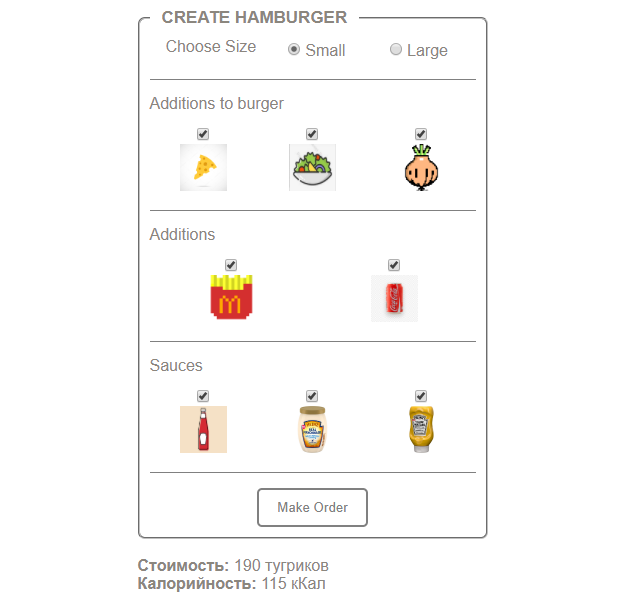 CREATE HAMBURGER
Choose Size Small Large
Additions to burger
Additions
Sauces
Make Order
Стоимость: 190 тугриков
Калорийность: 115 кКал